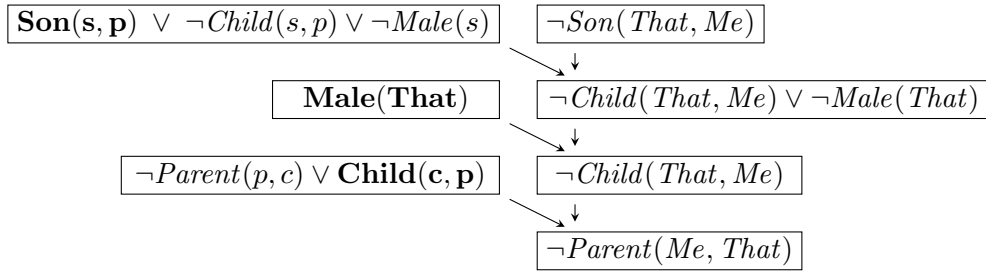 Son(s, p) ∨ ¬Child(s, p) ∨ ¬Male(s) ¬Son(That, Me)
Male(That) ¬Child(That, Me) ∨ ¬Male(That)
¬Parent(p, c) ∨ Child(c, p) ¬Child(That, Me)
¬Parent(Me, That)